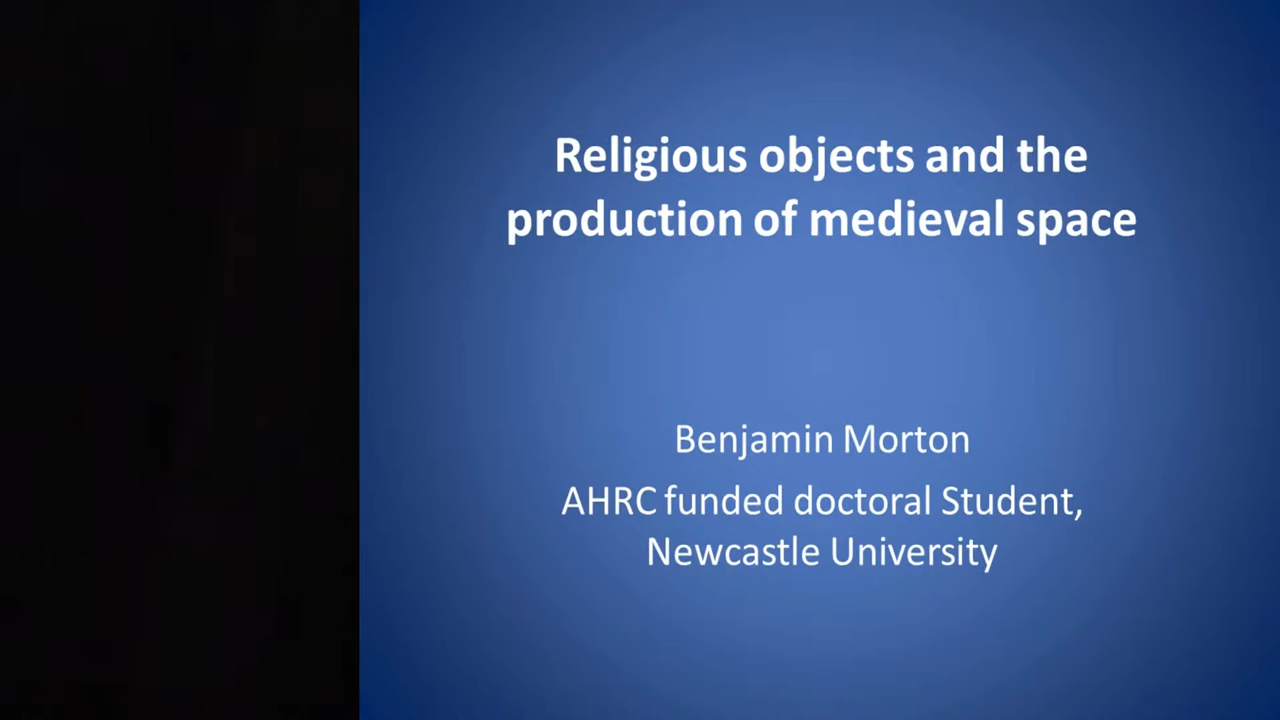 Religious objects and the
production of medieval space
Benjamin Morton
AHRC funded doctoral Student,
Newcastle University